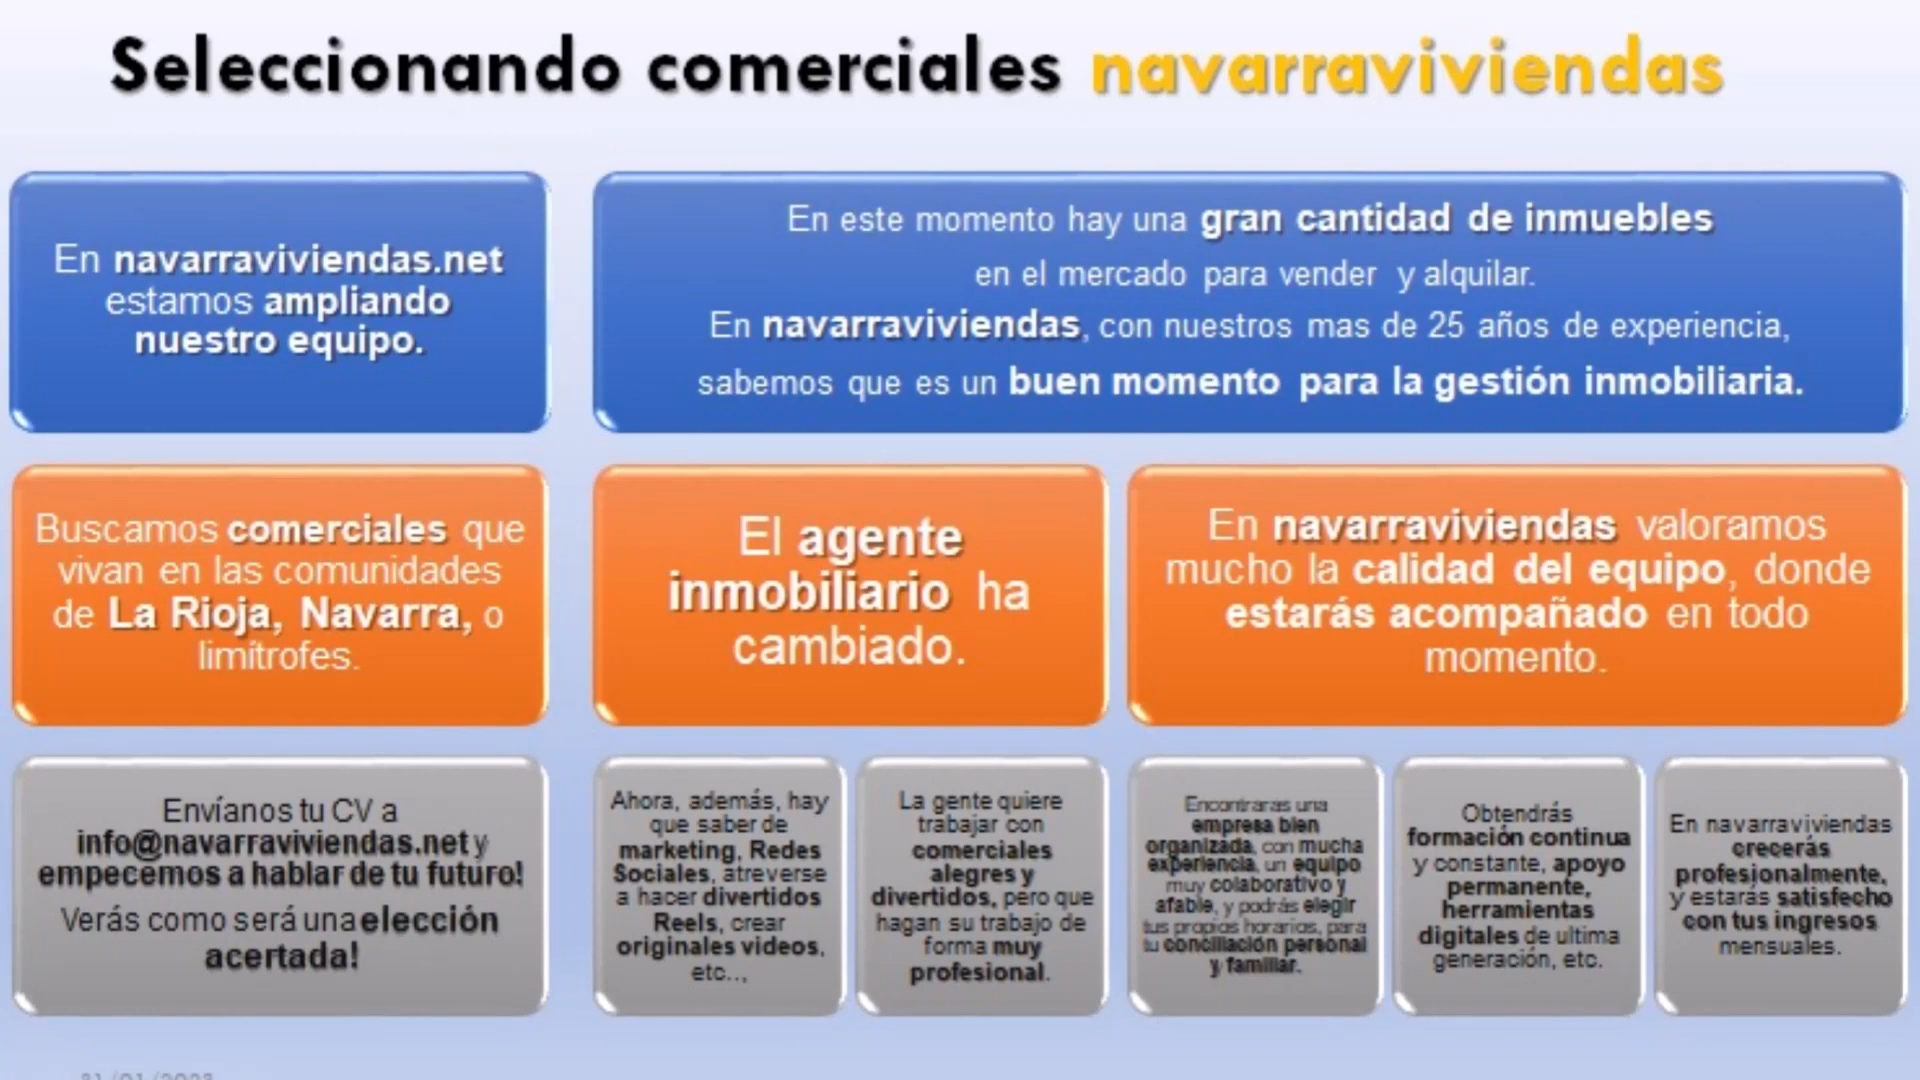 Seleccionando comerciales navarraviviendas
En navarraviviendas.net
estamos ampliando
nuestro equipo.
En este momento hay una gran cantidad de inmuebles
en el mercado para vender y alquilar.
En navarraviviendas, con nuestros mas de 25 años de experiencia,
sabemos que es un buen momento para la gestión inmobiliaria.
Buscamos comerciales que
vivan en las comunidades
de La Rioja, Navarra, o
limítrofes.
El agente
inmobiliario ha
cambiado.
En navarraviviendas valoramos
mucho la calidad del equipo, donde
estarás acompañado en todo
momento.
Envíanos tu CV a
info@navarraviviendas.net y
empecemos a hablar de tu futuro!
Verás como será una elección
acertada!
Ahora, además, hay
que saber de
marketing, Redes
Sociales, atreverse
a hacer divertidos
Reels, crear
originales videos,
etc..,
La gente quiere
trabajar con
comerciales
alegres y
divertidos, pero que
hagan su trabajo de
forma muy
profesional.
Encontraras una
empresa bien
organizada, con mucha
experiencia, un equipo
muy colaborativo y
afable, y podrás elegir
tus propios horarios, para
tu conciliación personal
y familiar.
Obtendrás
formación continua
y constante, apoyo
permanente,
herramientas
digitales de ultima
generación, etc.
En navarraviviendas
crecerás
profesionalmente,
y estarás satisfecho
con tus ingresos
mensuales.